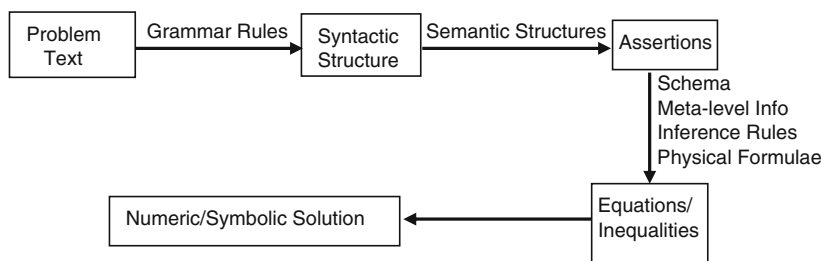 Problem
Text
Grammar Rules
Syntactic
Structure
Semantic Structures
Assertions
Schema
Meta-level Info
Inference Rules
Physical Formulae
Equations/
Inequalities
Numeric/Symbolic Solution